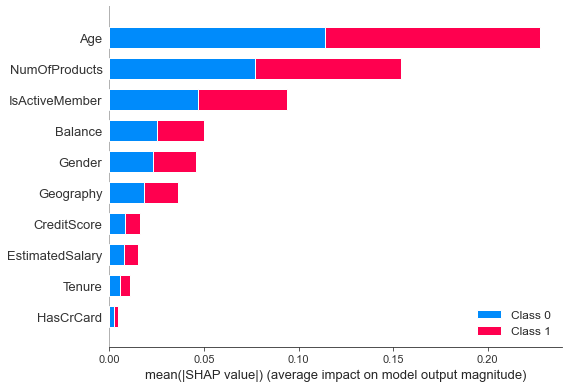 Age
NumOfProducts
IsActiveMember
Balance
Gender
Geography
CreditScore
EstimatedSalary
Tenure
HasCrCard
Class 0
Class 1
0.00 0.05 0.10 0.15 0.20
mean(|SHAP value|) (average impact on model output magnitude)